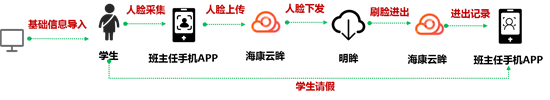 基础信息导入
人脸采集
人脸上传
人脸下发
刷脸进出
进出记录
学生
班主任手机APP
海康云眸
明眸
海康云眸
班主任手机APP
学生请假